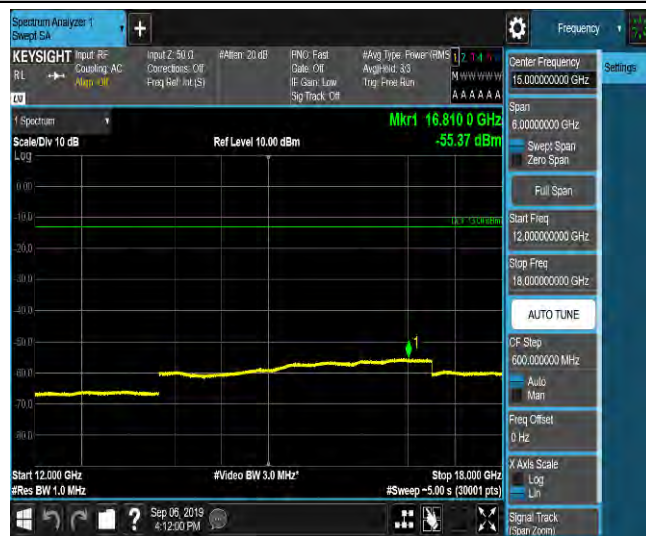 Spectrum Analyzer 1
Swept SA
+
Frequency
KEYSIGHT Input: RF
RL
Coupling: AC
Align: Off
Input Z: 50 Ω
Corrections: Off
Freq Ref: Int (S)
#Atten: 20 dB
PNO: Fast
Gate: Off
IF Gain: Low
Sig Track: Off
#Avg Type: Power (RMS
Avg|Hold: 3/3
Trig: Free Run
1 2 3 4 5
M W W W W W
A A A A A A
LXI
1 Spectrum
Scale/Div 10 dB
Log
Ref Level 10.00 dBm
Mkr1 16.810 0 GHz
-55.37 dBm
0.00
-10.0
-20.0
-30.0
-40.0
-50.0
-60.0
-70.0
-80.0
DL1 -13.00 dBm
1
Start 12.000 GHz
#Res BW 1.0 MHz
#Video BW 3.0 MHz*
Stop 18.000 GHz
#Sweep ~5.00 s (30001 pts)
Sep 06, 2019
4:12:00 PM
?
Center Frequency
15.000000000 GHz
Settings
Span
6.00000000 GHz
Swept Span
Zero Span
Full Span
Start Freq
12.000000000 GHz
Stop Freq
18.000000000 GHz
AUTO TUNE
CF Step
600.000000 MHz
Auto
Man
Freq Offset
0 Hz
X Axis Scale
Log
Lin
Signal Track
(Span Zoom)